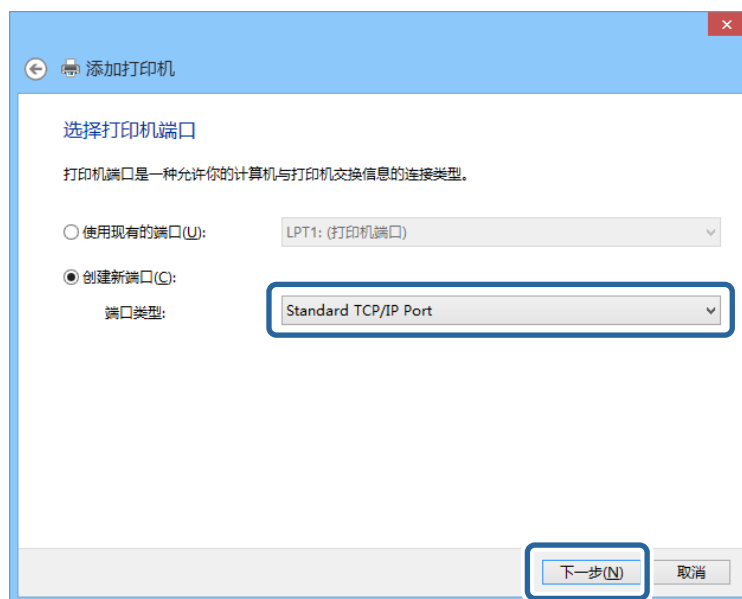 添加打印机
选择打印机端口
打印机端口是一种允许你的计算机与打印机交换信息的连接类型。
使用现有的端口(U): LPT1: (打印机端口)
创建新端口(C):
端口类型: Standard TCP/IP Port
下一步(N) 取消